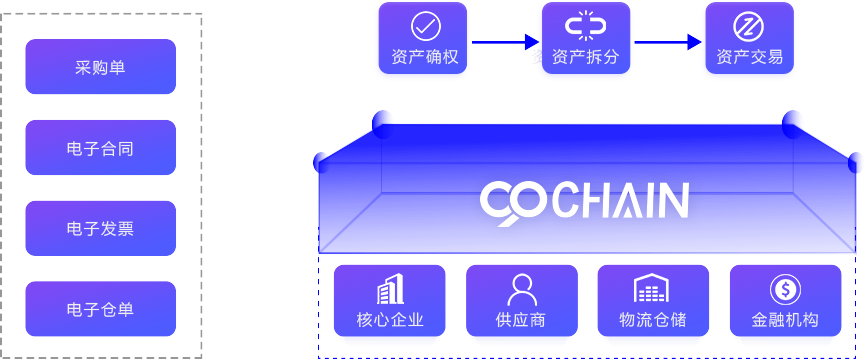 采购单
电子合同
电子发票
电子仓单
资产确权
资产拆分
资产交易
90CHAIN
核心企业
供应商
物流仓储
金融机构